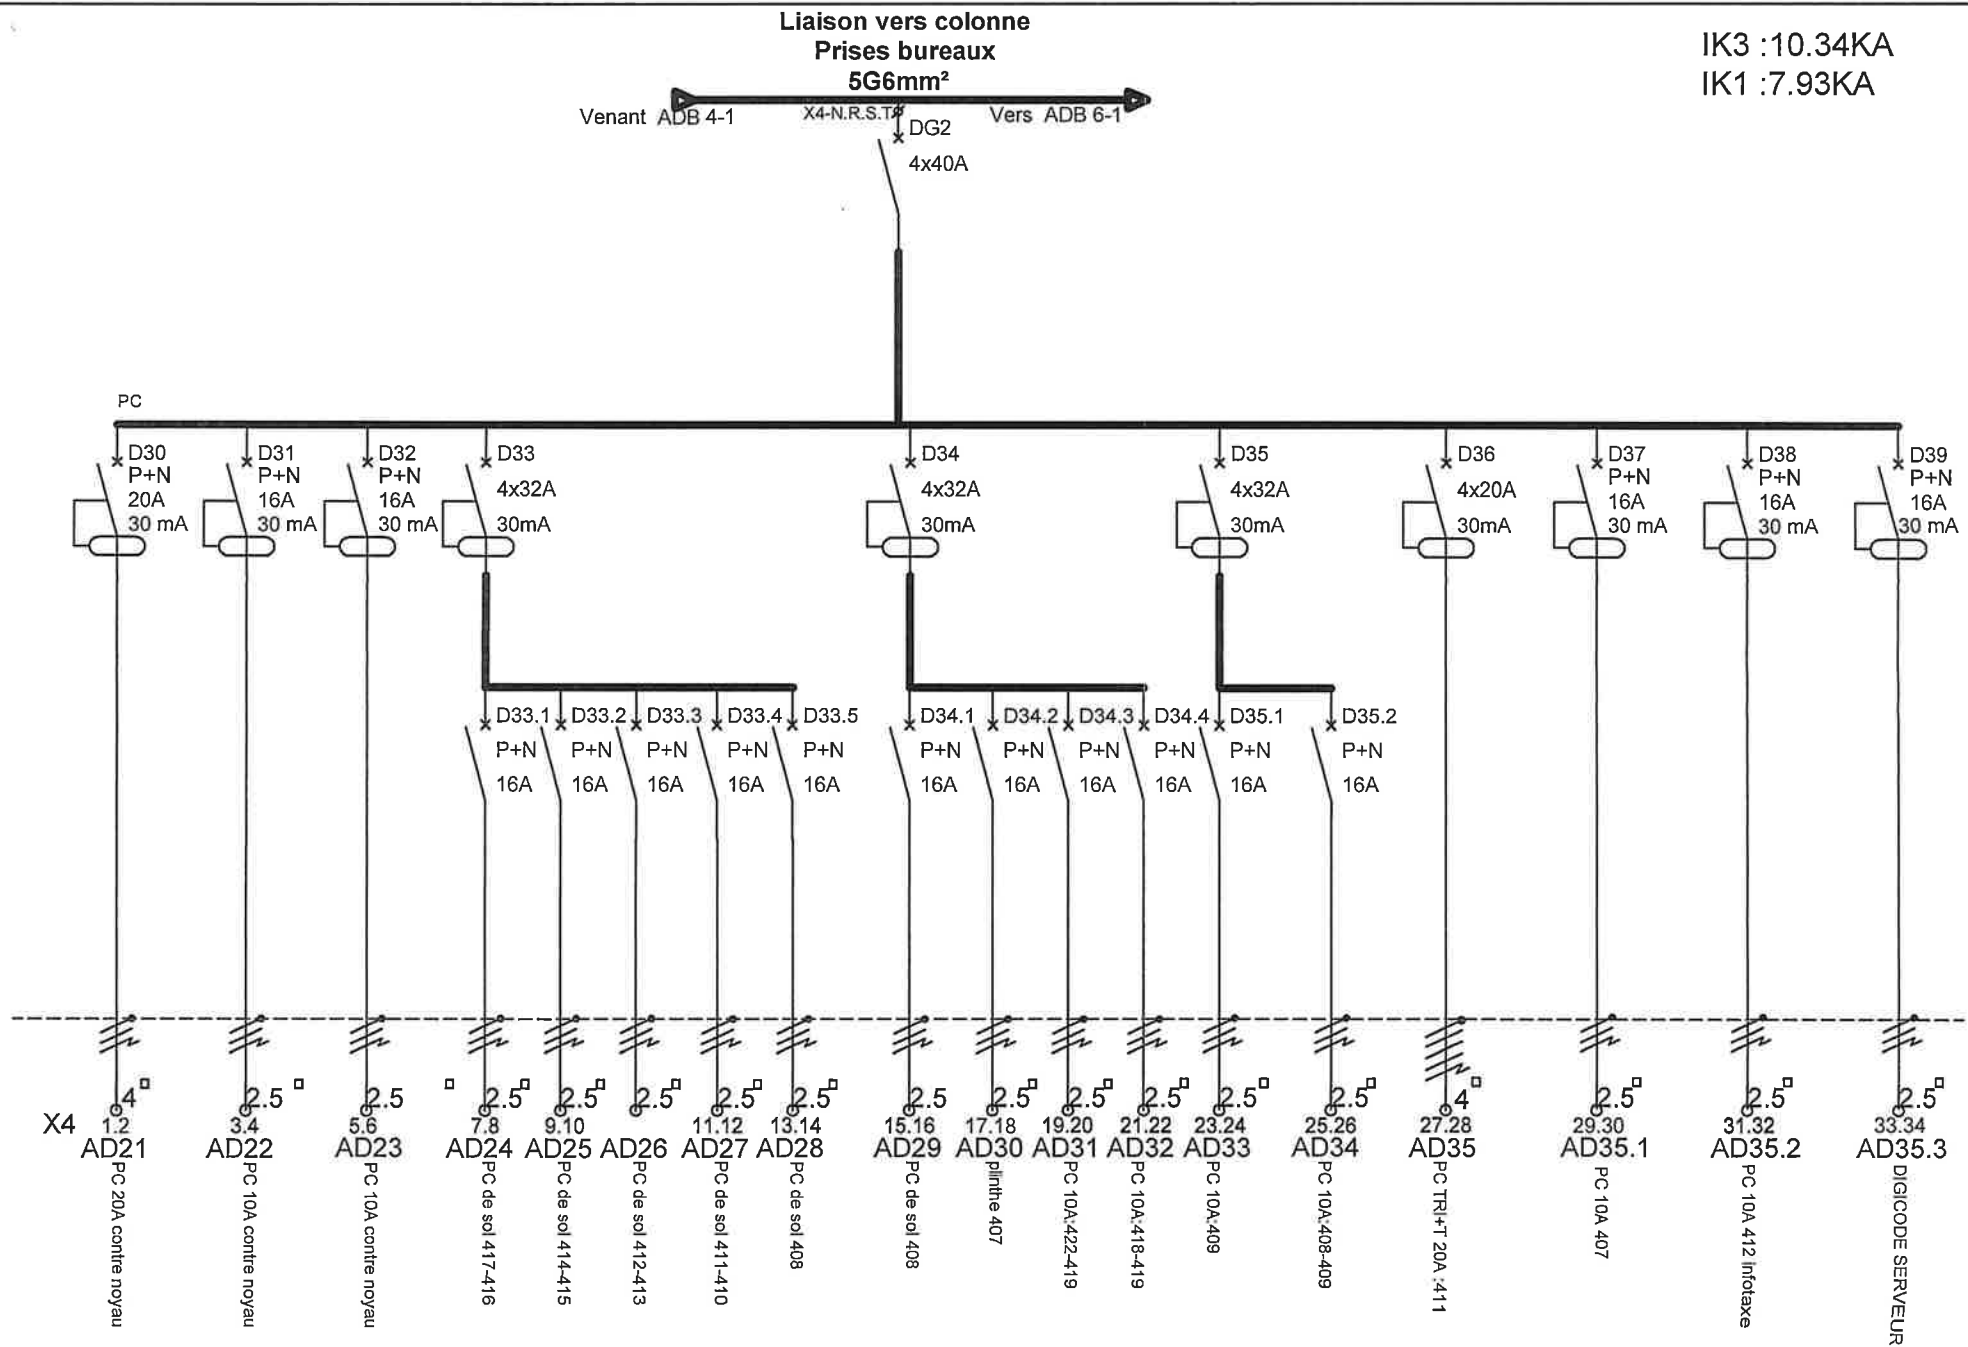 Liaison vers colonne
Prises bureaux
5G6mm²
IK3 :10.34KA
IK1 :7.93KA
Venant ADB 4-1
X4-N.R.S.T
Vers ADB 6-1
DG2
4x40A
PC
D30
P+N
20A
30 mA
D31
P+N
16A
30 mA
D32
P+N
16A
30 mA
D33
4x32A
30mA
D34
4x32A
30mA
D35
4x32A
30mA
D36
4x20A
30mA
D37
P+N
16A
30 mA
D38
P+N
16A
30 mA
D39
P+N
16A
30 mA
D33.1
P+N
16A
D33.2
P+N
16A
D33.3
P+N
16A
D33.4
P+N
16A
D33.5
P+N
16A
D34.1
P+N
16A
D34.2
P+N
16A
D34.3
P+N
16A
D34.4
P+N
16A
D35.1
P+N
16A
D35.2
P+N
16A
X4
4
1.2
AD21
PC 20A contre noyau
2.5
3.4
AD22
PC 10A contre noyau
2.5
5.6
AD23
PC 10A contre noyau
2.5
7.8
AD24
PC de sol 417-416
2.5
9.10
AD25
PC de sol 414-415
2.5
AD26
PC de sol 412-413
2.5
11.12
AD27
PC de sol 411-410
2.5
13.14
AD28
PC de sol 408
2.5
15.16
AD29
PC de sol 408
2.5
17.18
AD30
plinthe 407
2.5
19.20
AD31
PC 10A:422-419
2.5
21.22
AD32
PC 10A:418-419
2.5
23.24
AD33
PC 10A:409
2.5
25.26
AD34
PC 10A:408-409
4
27.28
AD35
PC TRI+T 20A :411
2.5
29.30
AD35.1
PC 10A 407
2.5
31.32
AD35.2
PC 10A 412 infotaxe
2.5
33.34
AD35.3
DIGICODE SERVEUR